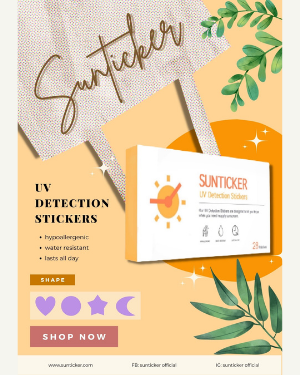 Sunticker
SUNTICKER
UV Detection Stickers
UV
DETECTION
STICKERS
hypoallergenic
water resistant
lasts all day
SHAPE
SHOP NOW
www.sunticker.com FB: sunticker official IG: sunticker official